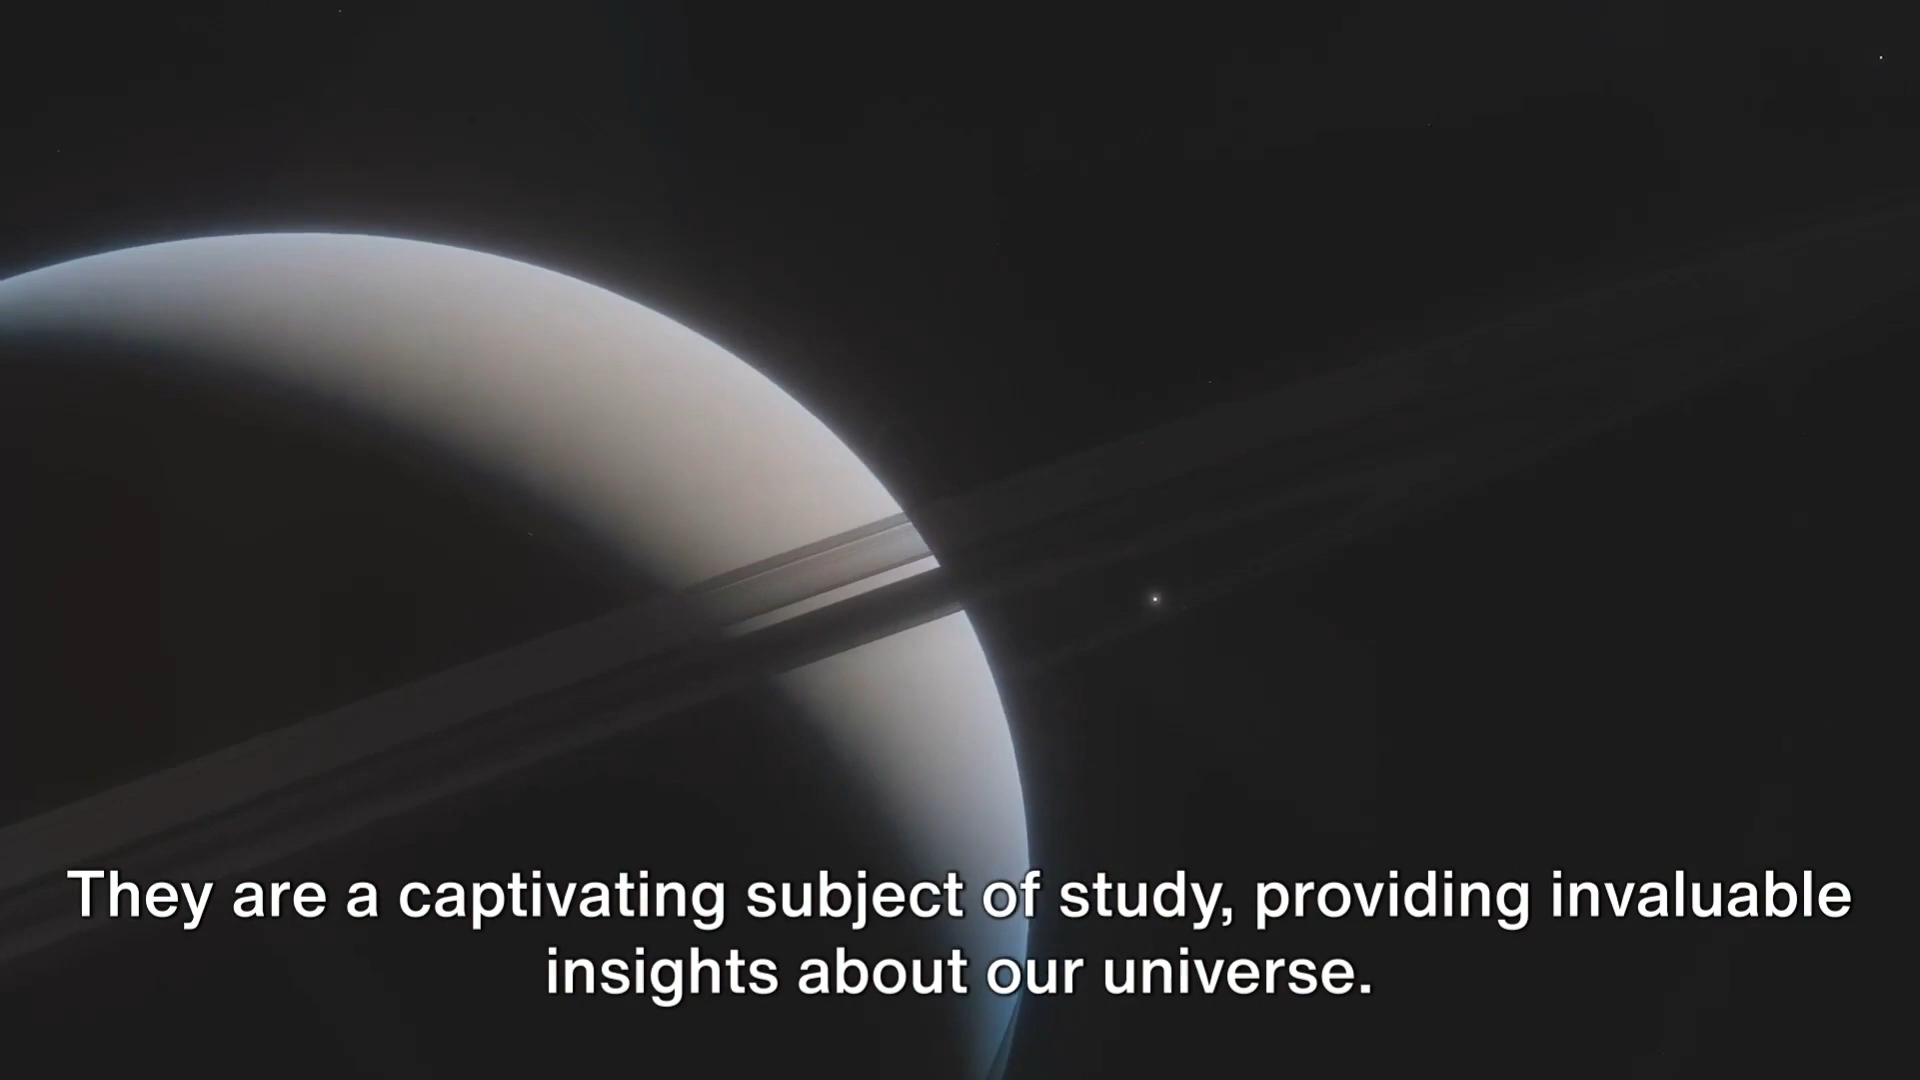 They are a captivating subject of study, providing invaluable
insights about our universe.